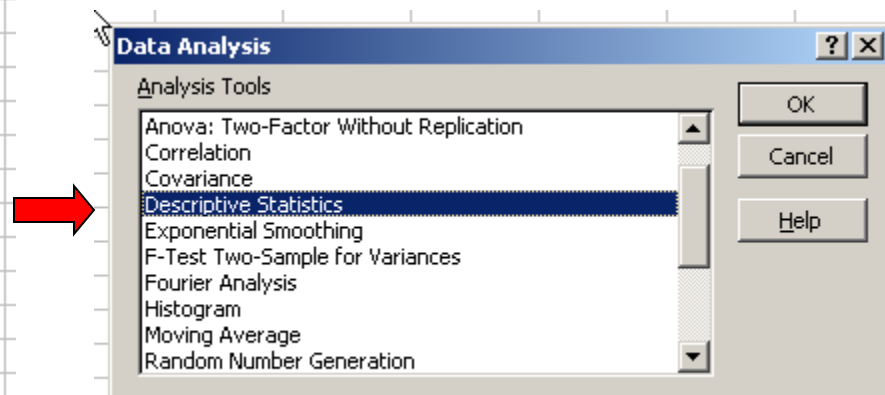 Data Analysis
Analysis Tools
Anova: Two-Factor Without Replication
Correlation
Covariance
Descriptive Statistics
Exponential Smoothing
F-Test Two-Sample for Variances
Fourier Analysis
Histogram
Moving Average
Random Number Generation
OK
Cancel
Help